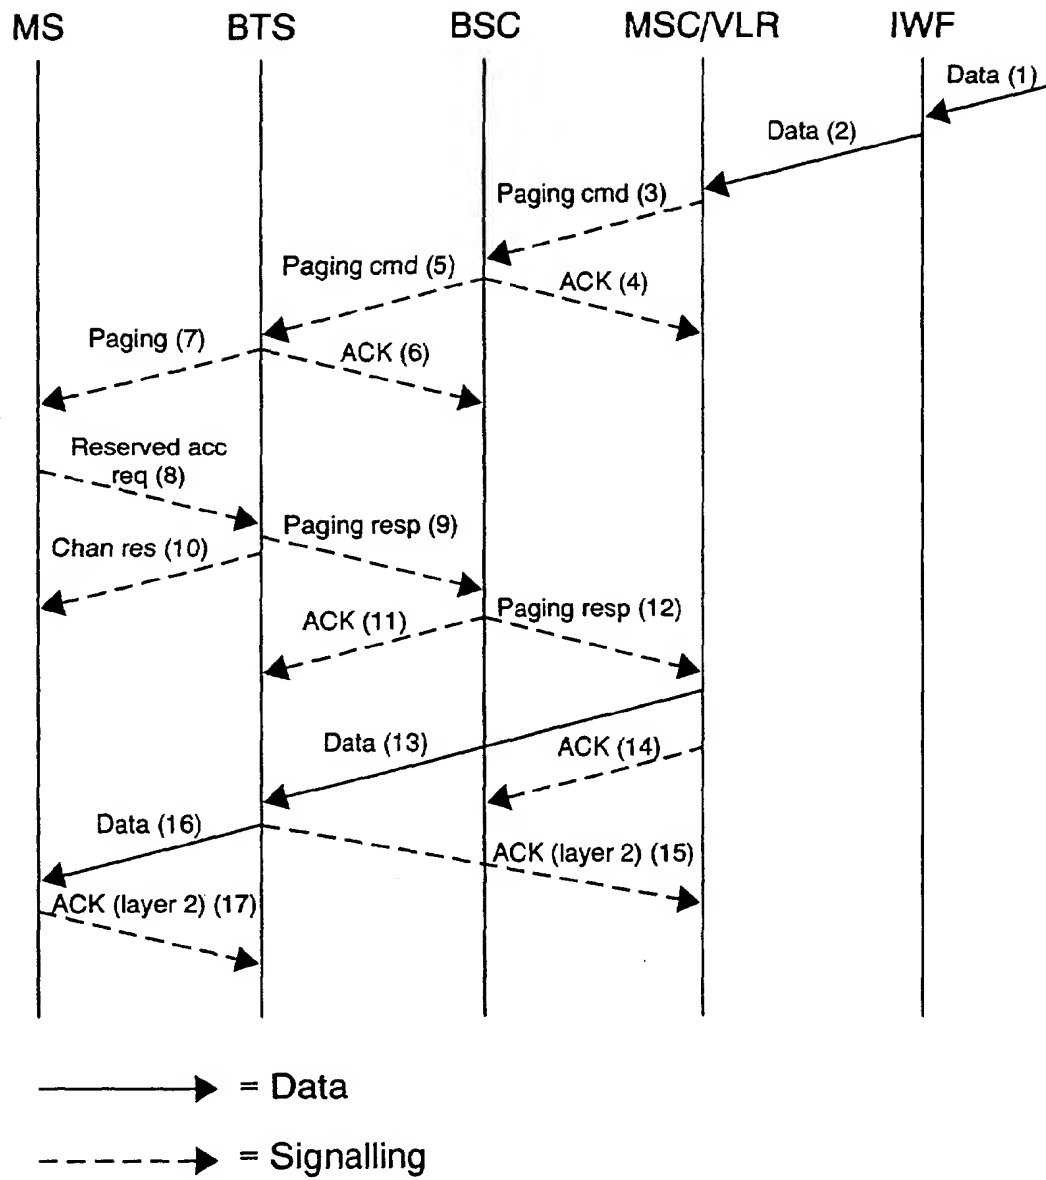 MS BTS BSC MSC/VLR IWF
Data (1)
Data (2)
Paging cmd (3)
Paging cmd (5)
ACK (4)
Paging (7)
ACK (6)
Reserved acc
req (8)
Paging resp (9)
Chan res (10)
Paging resp (12)
ACK (11)
Data (13)
ACK (14)
Data (16)
ACK (layer 2) (15)
ACK (layer 2) (17)
= Data
= Signalling